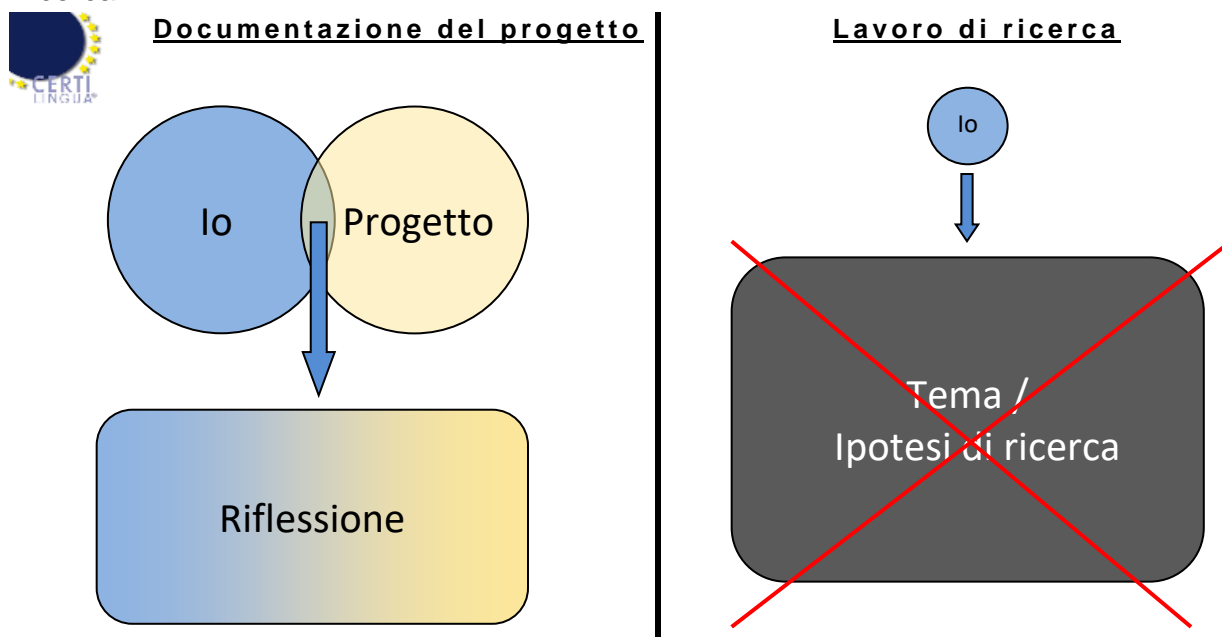 Documentazione del progetto
Lavoro di ricerca
CERTI
LINGUA®
Io
Progetto
Riflessione
Io
Tema /
Ipotesi di ricerca